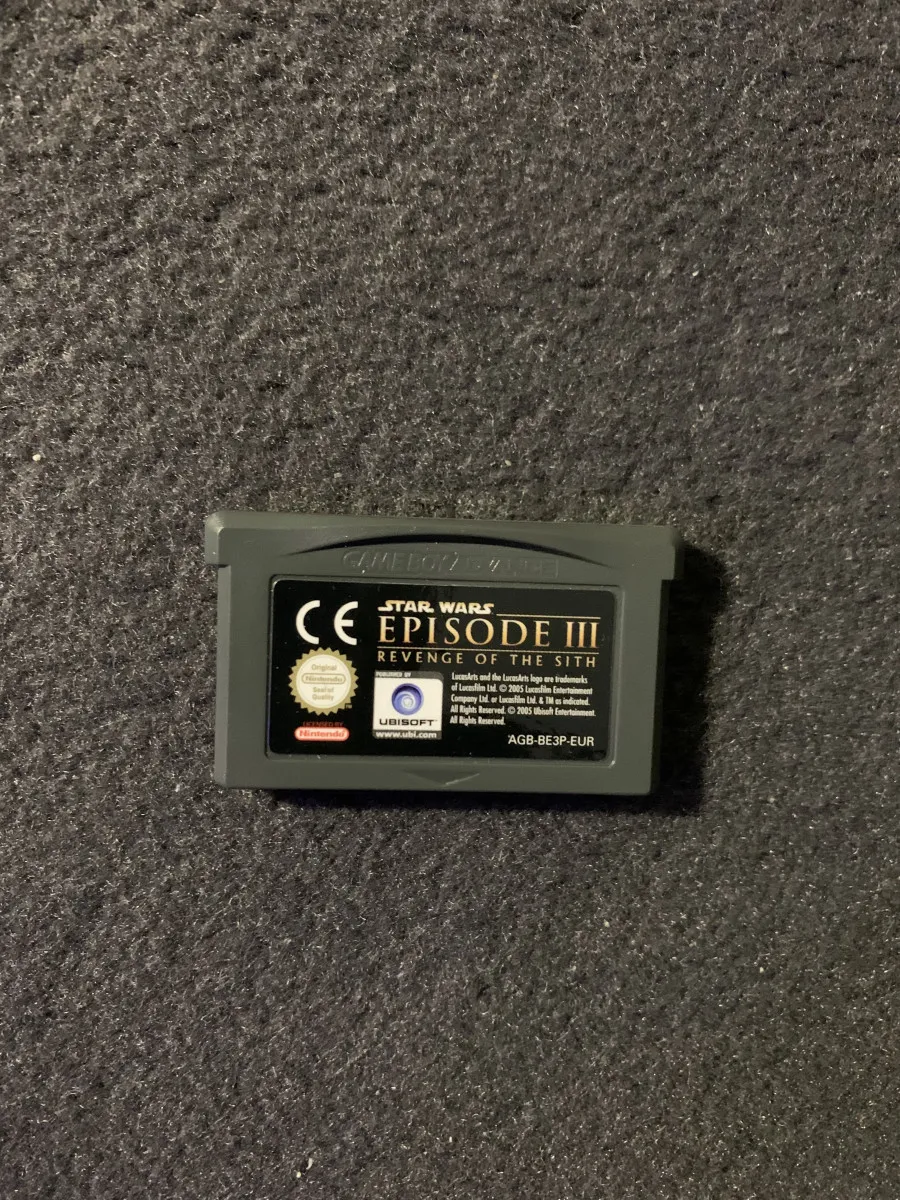 GAME BOY ADVANCE
CE
STAR WARS
EPISODE III
REVENGE OF THE SITH
Original
Nintendo
Seal of
Quality
LICENSED BY
Nintendo
POWERED BY
UBISOFT
www.ubi.com
LucasArts and the LucasArts logo are trademarks
of Lucasfilm Ltd. © 2005 Lucasfilm Entertainment
Company Ltd. or Lucasfilm Ltd. & TM as indicated.
All Rights Reserved. © 2005 Ubisoft Entertainment.
All Rights Reserved.
AGB-BE3P-EUR